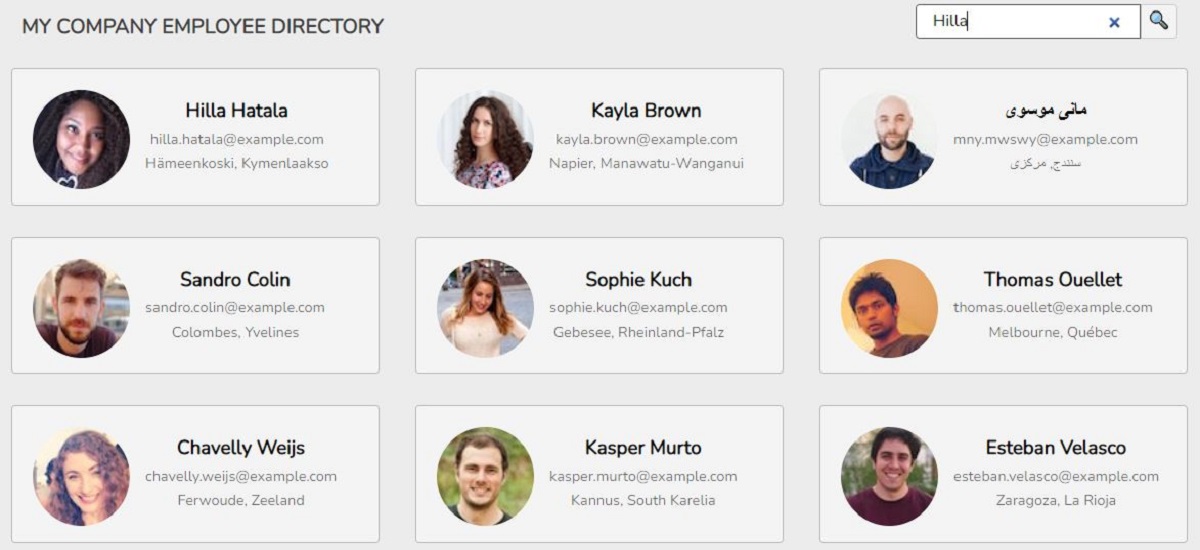 MY COMPANY EMPLOYEE DIRECTORY
Hilla
Hilla Hatala
hilla.hatala@example.com
Hämeenkoski, Kymenlaakso
Kayla Brown
kayla.brown@example.com
Napier, Manawatu-Wanganui
مانی موسوی
mny.mwswy@example.com
سنندج, مرکزی
Sandro Colin
sandro.colin@example.com
Colombes, Yvelines
Sophie Kuch
sophie.kuch@example.com
Gebesee, Rheinland-Pfalz
Thomas Ouellet
thomas.ouellet@example.com
Melbourne, Québec
Chavelly Weijs
chavelly.weijs@example.com
Ferwoude, Zeeland
Kasper Murto
kasper.murto@example.com
Kannus, South Karelia
Esteban Velasco
esteban.velasco@example.com
Zaragoza, La Rioja